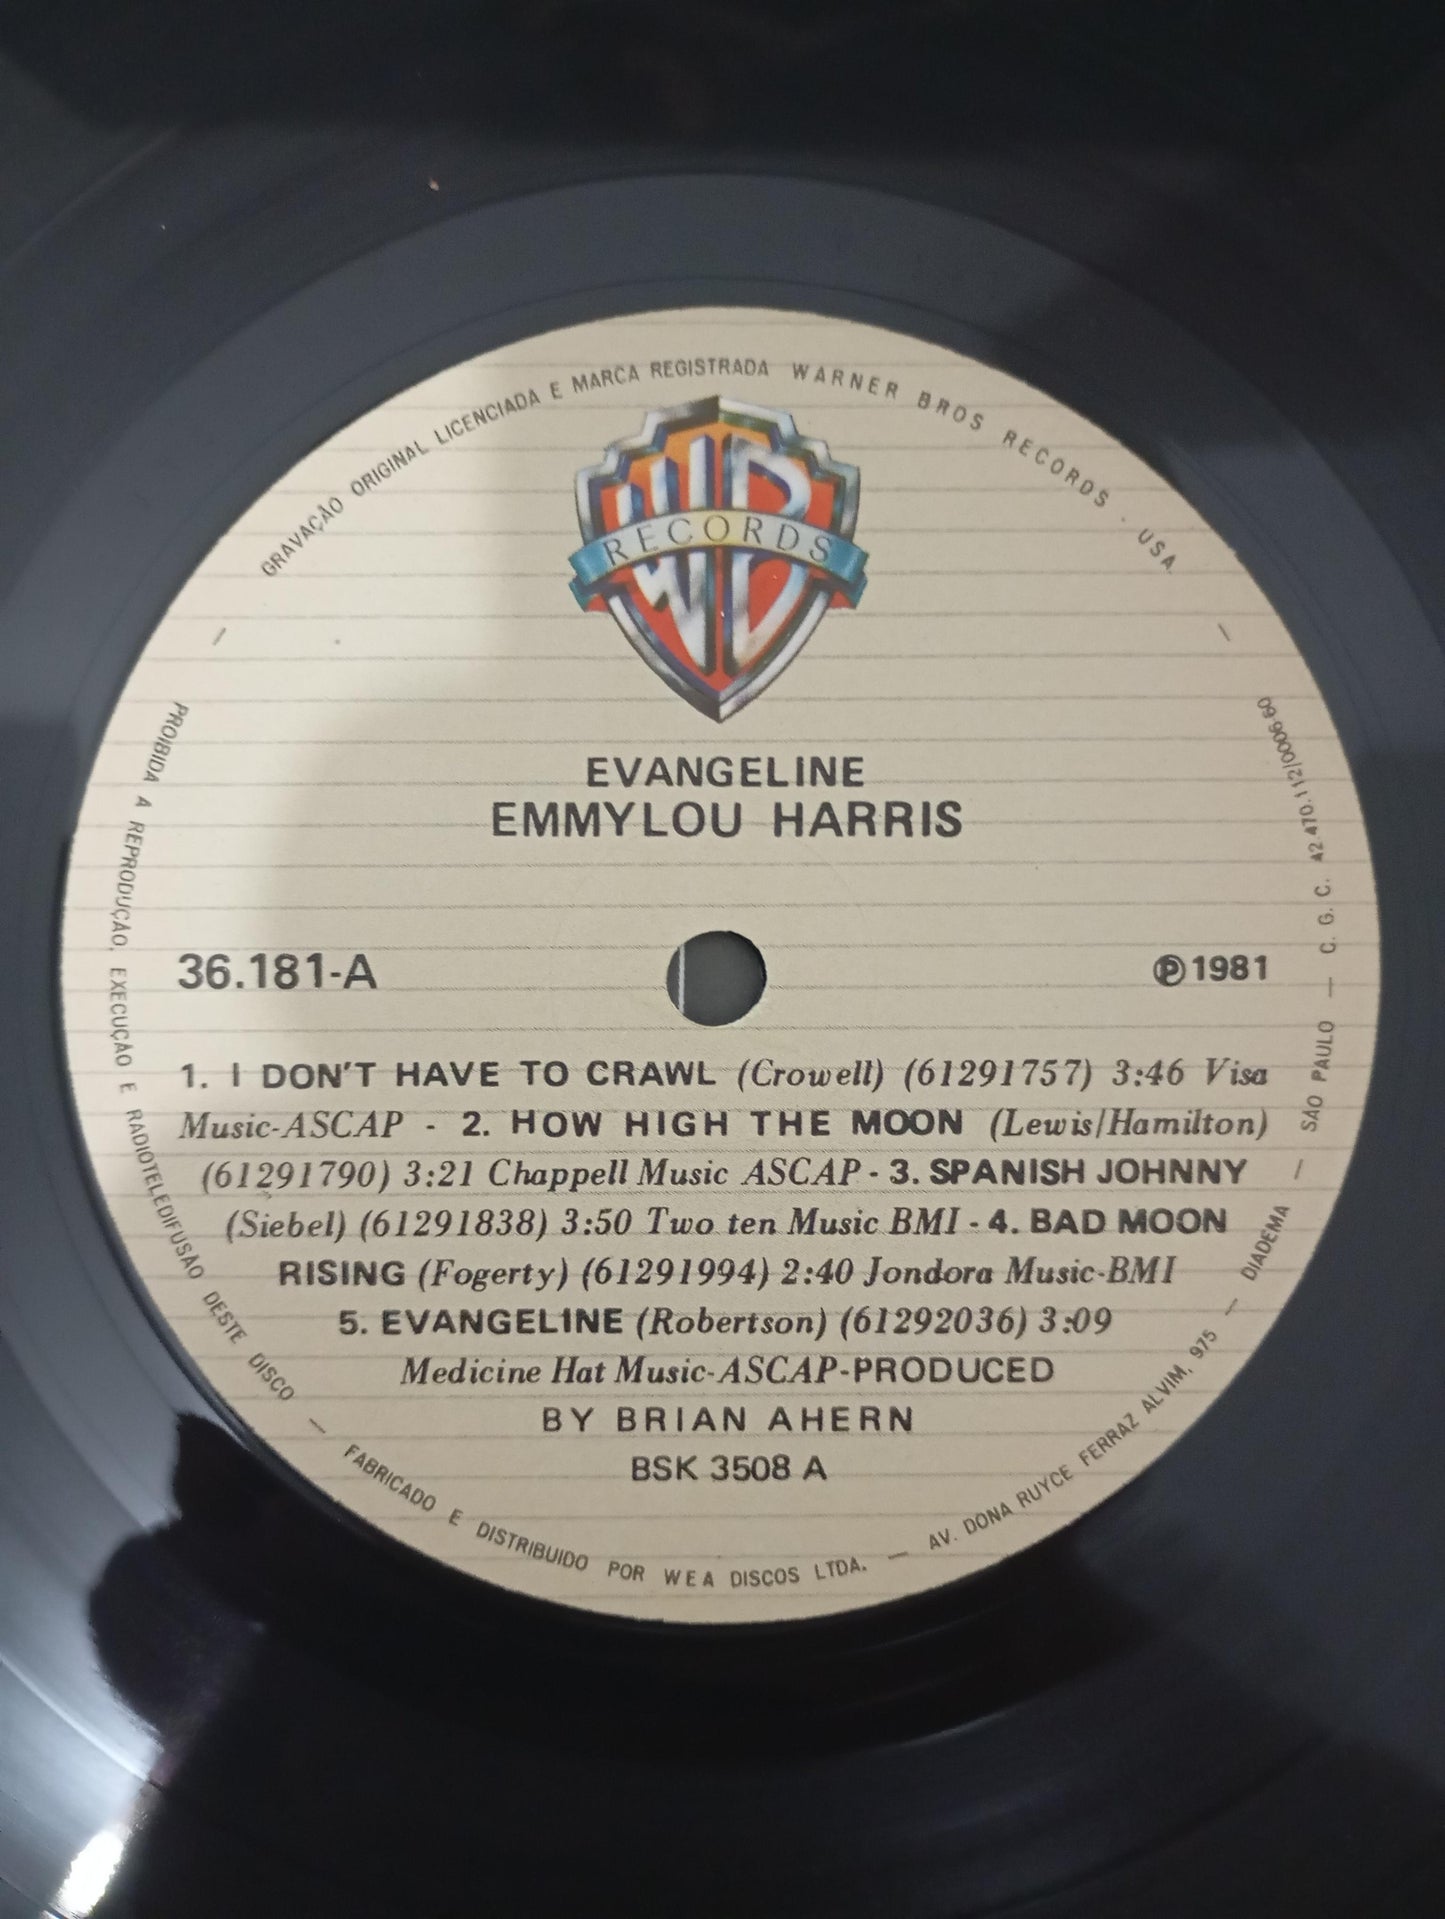 GRAVAÇÃO ORIGINAL LICENCIADA E MARCA REGISTRADA WARNER BROS RECORDS · USA.
WB
RECORDS
EVANGELINE
EMMYLOU HARRIS
36.181-A
℗1981
1. I DON'T HAVE TO CRAWL (Crowell) (61291757) 3:46 Visa
Music-ASCAP - 2. HOW HIGH THE MOON (Lewis/Hamilton)
(61291790) 3:21 Chappell Music ASCAP - 3. SPANISH JOHNNY
(Siebel) (61291838) 3:50 Two ten Music BMI - 4. BAD MOON
RISING (Fogerty) (61291994) 2:40 Jondora Music-BMI
5. EVANGELINE (Robertson) (61292036) 3:09
Medicine Hat Music-ASCAP-PRODUCED
BY BRIAN AHERN
BSK 3508 A
PROIBIDA A REPRODUÇÃO, EXECUÇÃO E RADIOTELEDIFUSÃO DESTE DISCO — FABRICADO E DISTRIBUIDO POR WEA DISCOS LTDA. — AV. DONA RUYCE FERRAZ ALVIM, 975 — DIADEMA — SÃO PAULO — C. G. C. 42.470.112/0006-60